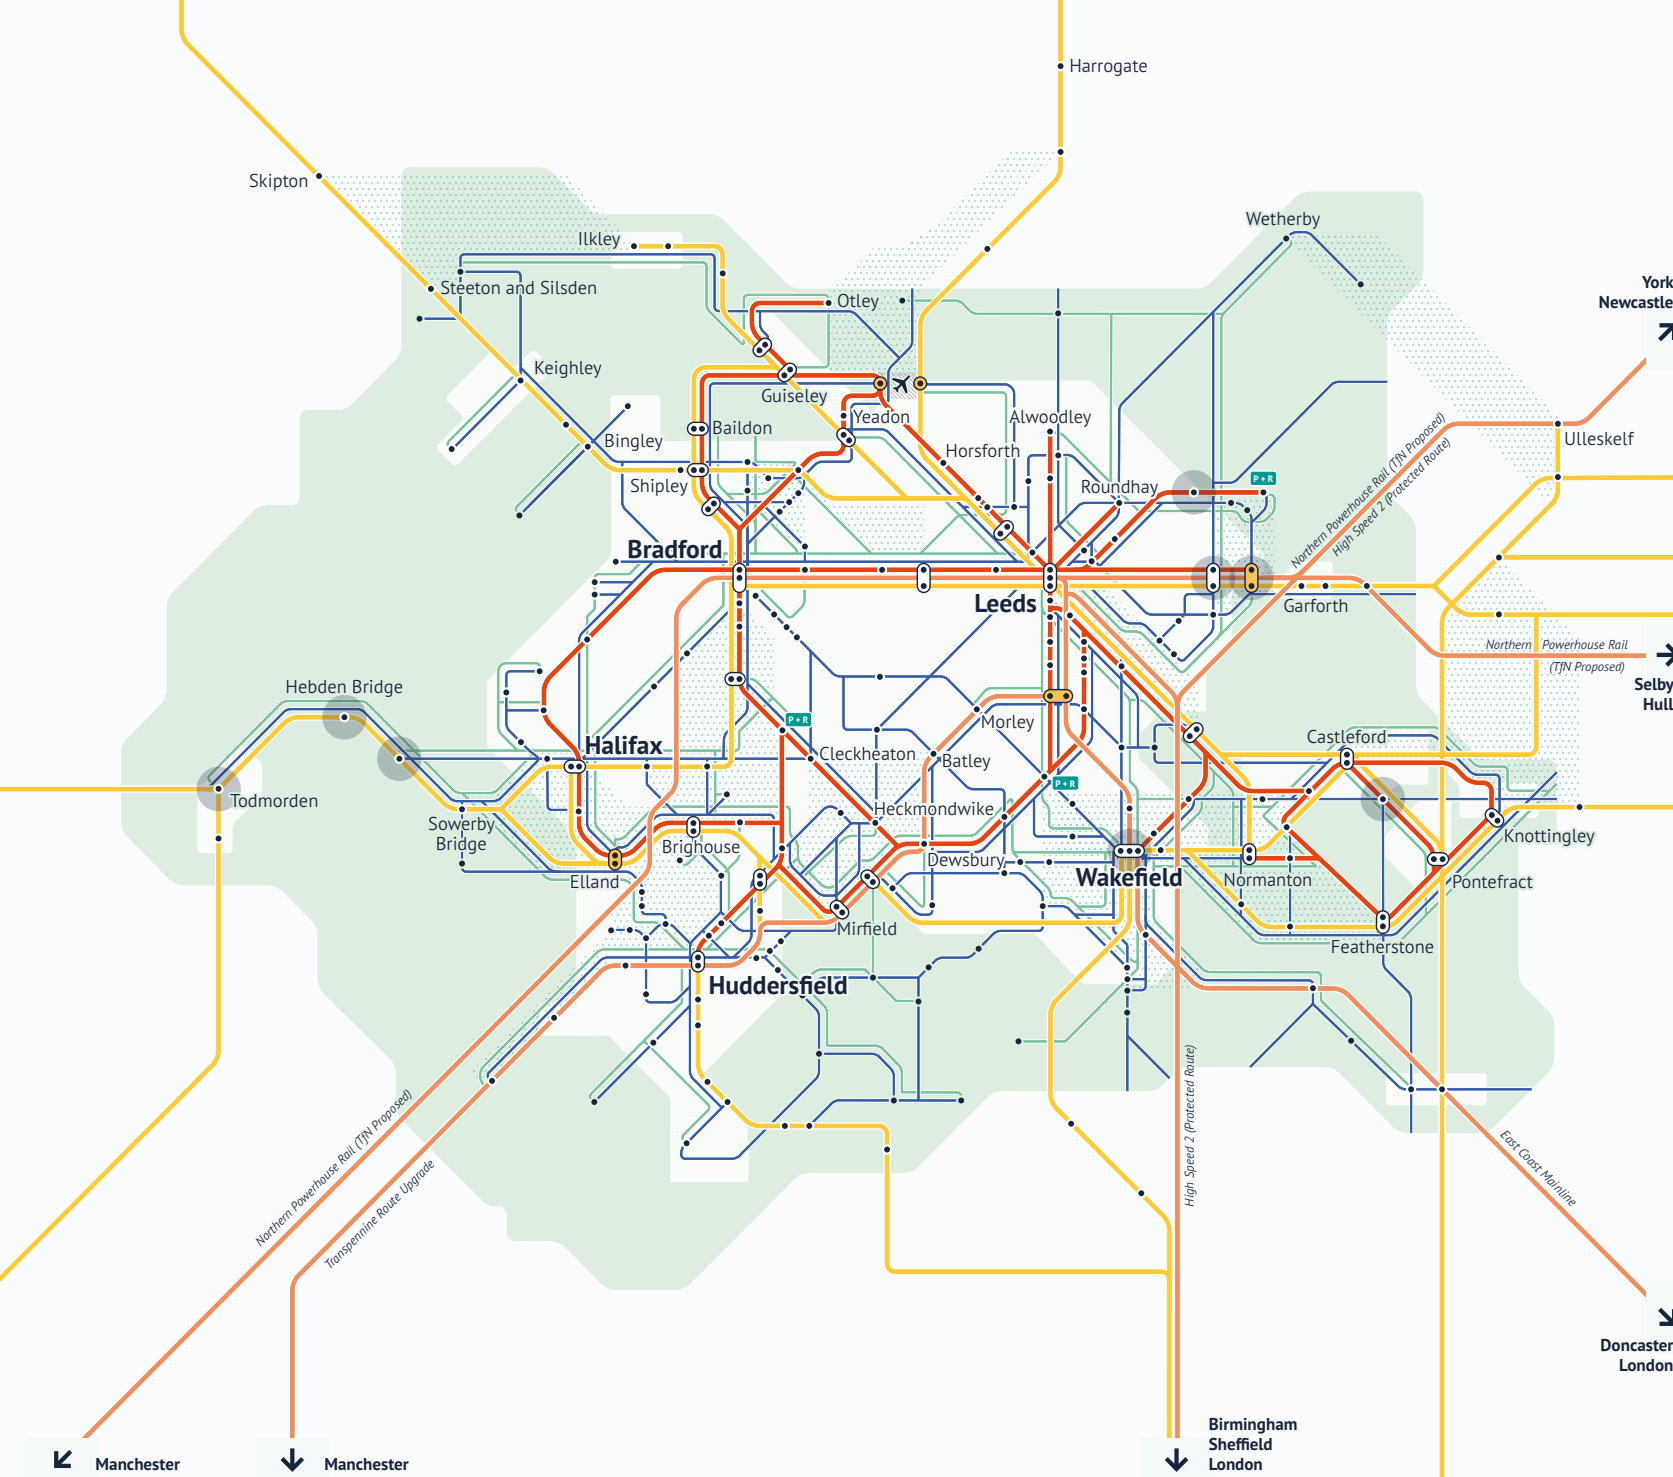 Harrogate
Skipton
Wetherby
Ilkley
Steeton and Silsden
Otley
York
Newcastle
Keighley
Guiseley
Yeadon
Alwoodley
Baildon
Bingley
Horsforth
Ulleskelf
Shipley
Roundhay
P+R
Northern Powerhouse Rail (TfN Proposed)
High Speed 2 (Protected Route)
Bradford
Leeds
Garforth
Northern Powerhouse Rail
(TfN Proposed)
Selby
Hull
Hebden Bridge
P+R
Morley
Halifax
Cleckheaton
Batley
Castleford
P+R
Todmorden
Heckmondwike
Sowerby
Bridge
Knottingley
Brighouse
Dewsbury
Elland
Wakefield
Normanton
Pontefract
Mirfield
Featherstone
Huddersfield
Northern Powerhouse Rail (TfN Proposed)
Transpennine Route Upgrade
High Speed 2 (Protected Route)
East Coast Mainline
Doncaster
London
Manchester
Manchester
Birmingham
Sheffield
London